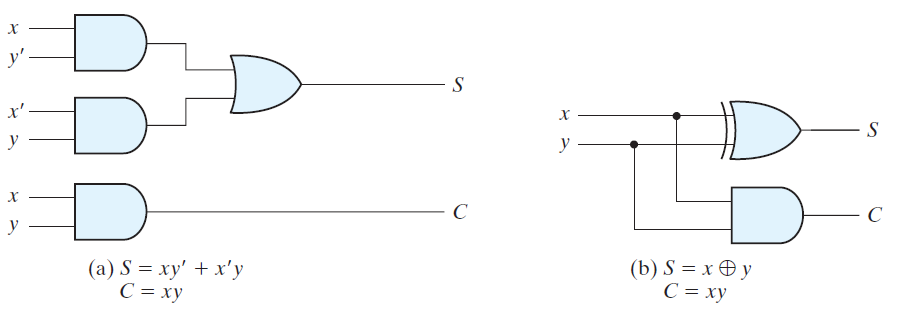 x
y′
S
x′
y
x
y
C
(a) S = xy′ + x′y
C = xy
x
y
S
C
(b) S = x ⊕ y
C = xy